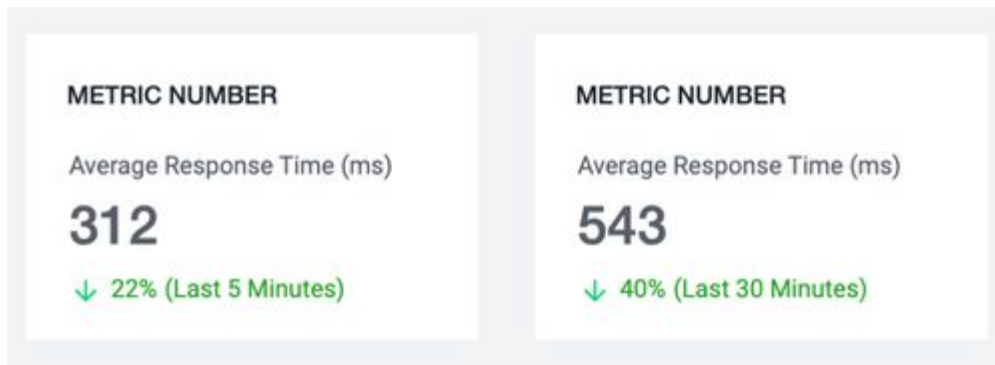 METRIC NUMBER
Average Response Time (ms)
312
↓ 22% (Last 5 Minutes)
METRIC NUMBER
Average Response Time (ms)
543
↓ 40% (Last 30 Minutes)